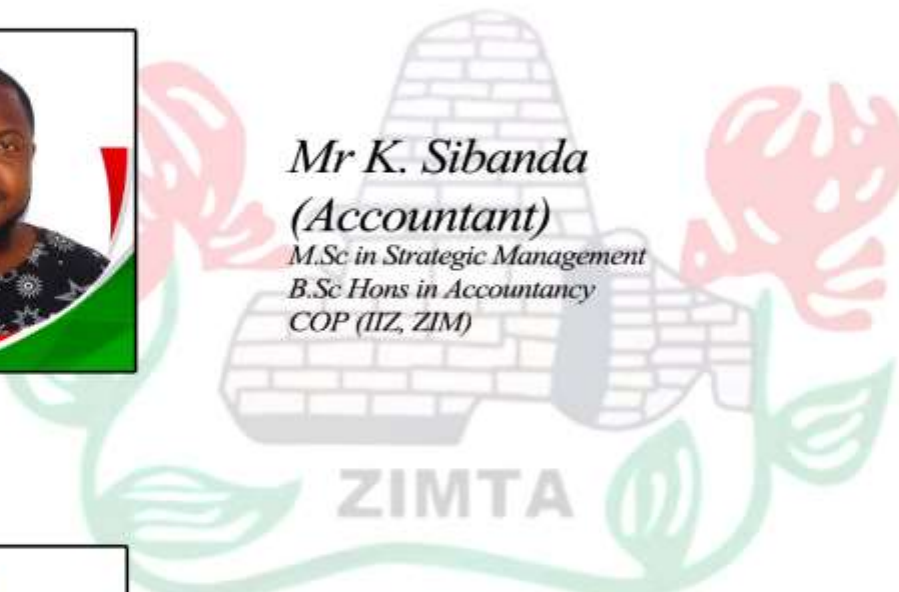 Mr K. Sibanda
(Accountant)
M.Sc in Strategic Management
B.Sc Hons in Accountancy
COP (IIZ, ZIM)
ZIMTA